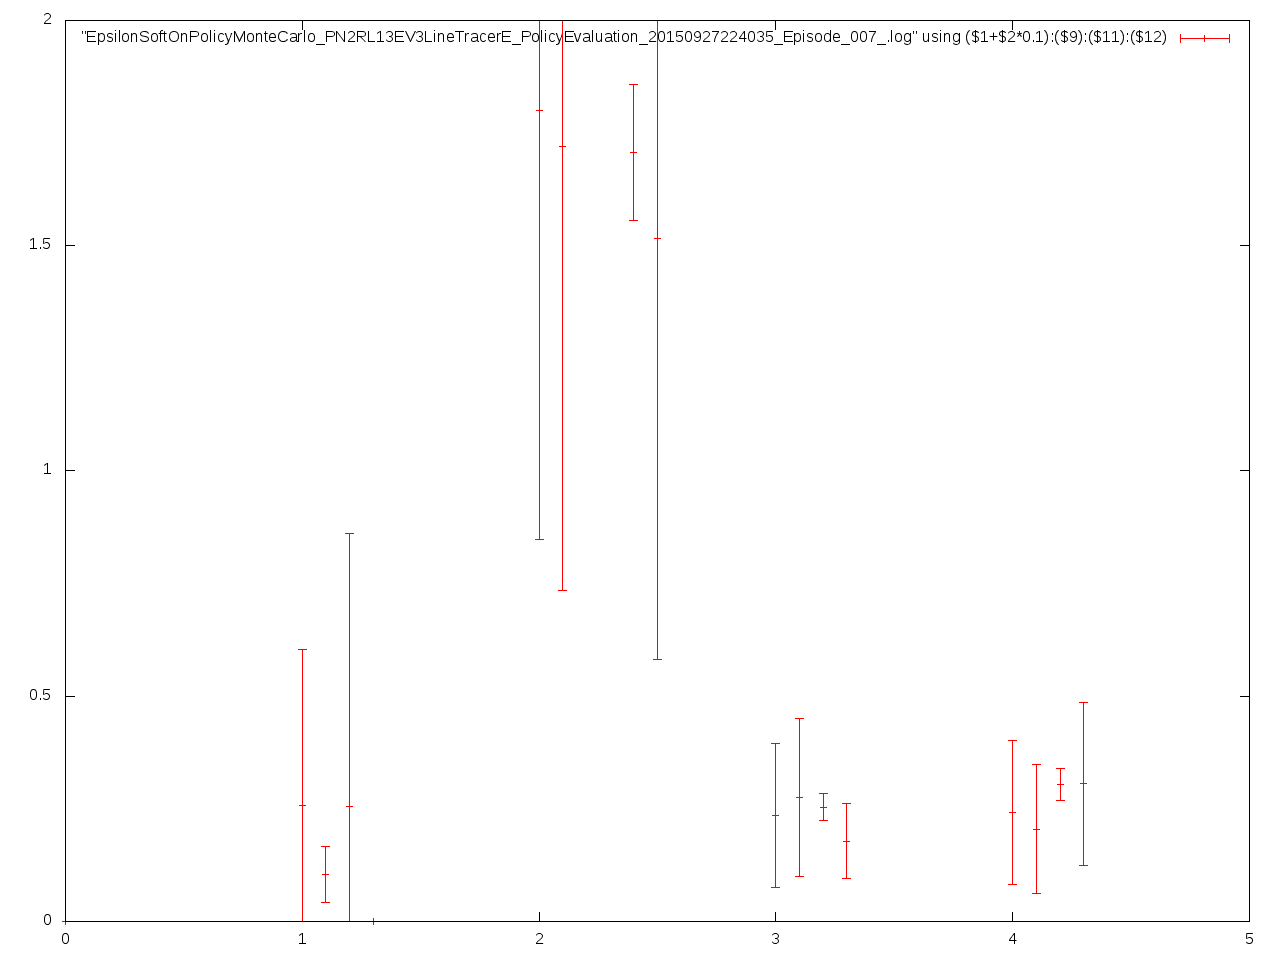 2
"EpsilonSoftOnPolicyMonteCarlo_PN2RL13EV3LineTracerE_PolicyEvaluation_20150927224035_Episode_007_.log" using ($1+$2*0.1):($9):($11):($12)
1.5
1
0.5
0
0 1 2 3 4 5